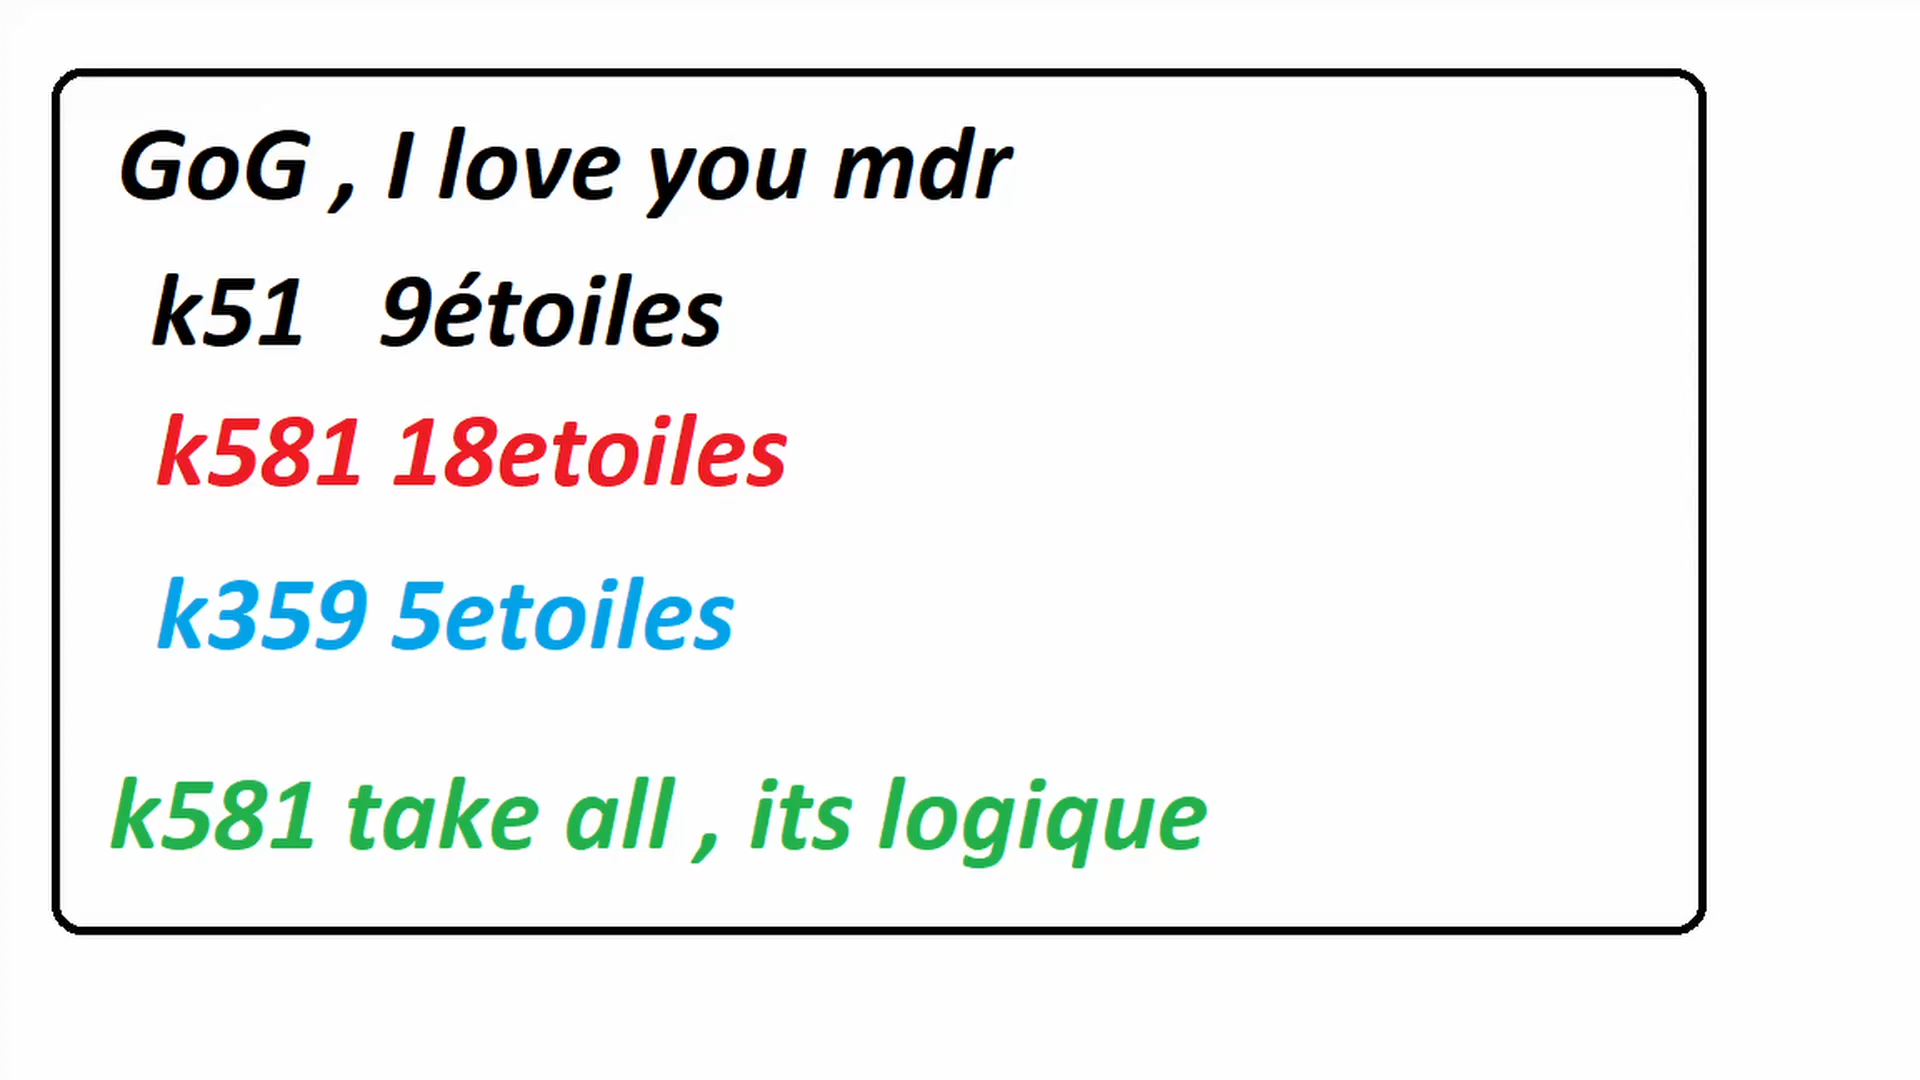 GoG , I love you mdr
k51 9étoiles
k581 18etoiles
k359 5etoiles
k581 take all , its logique